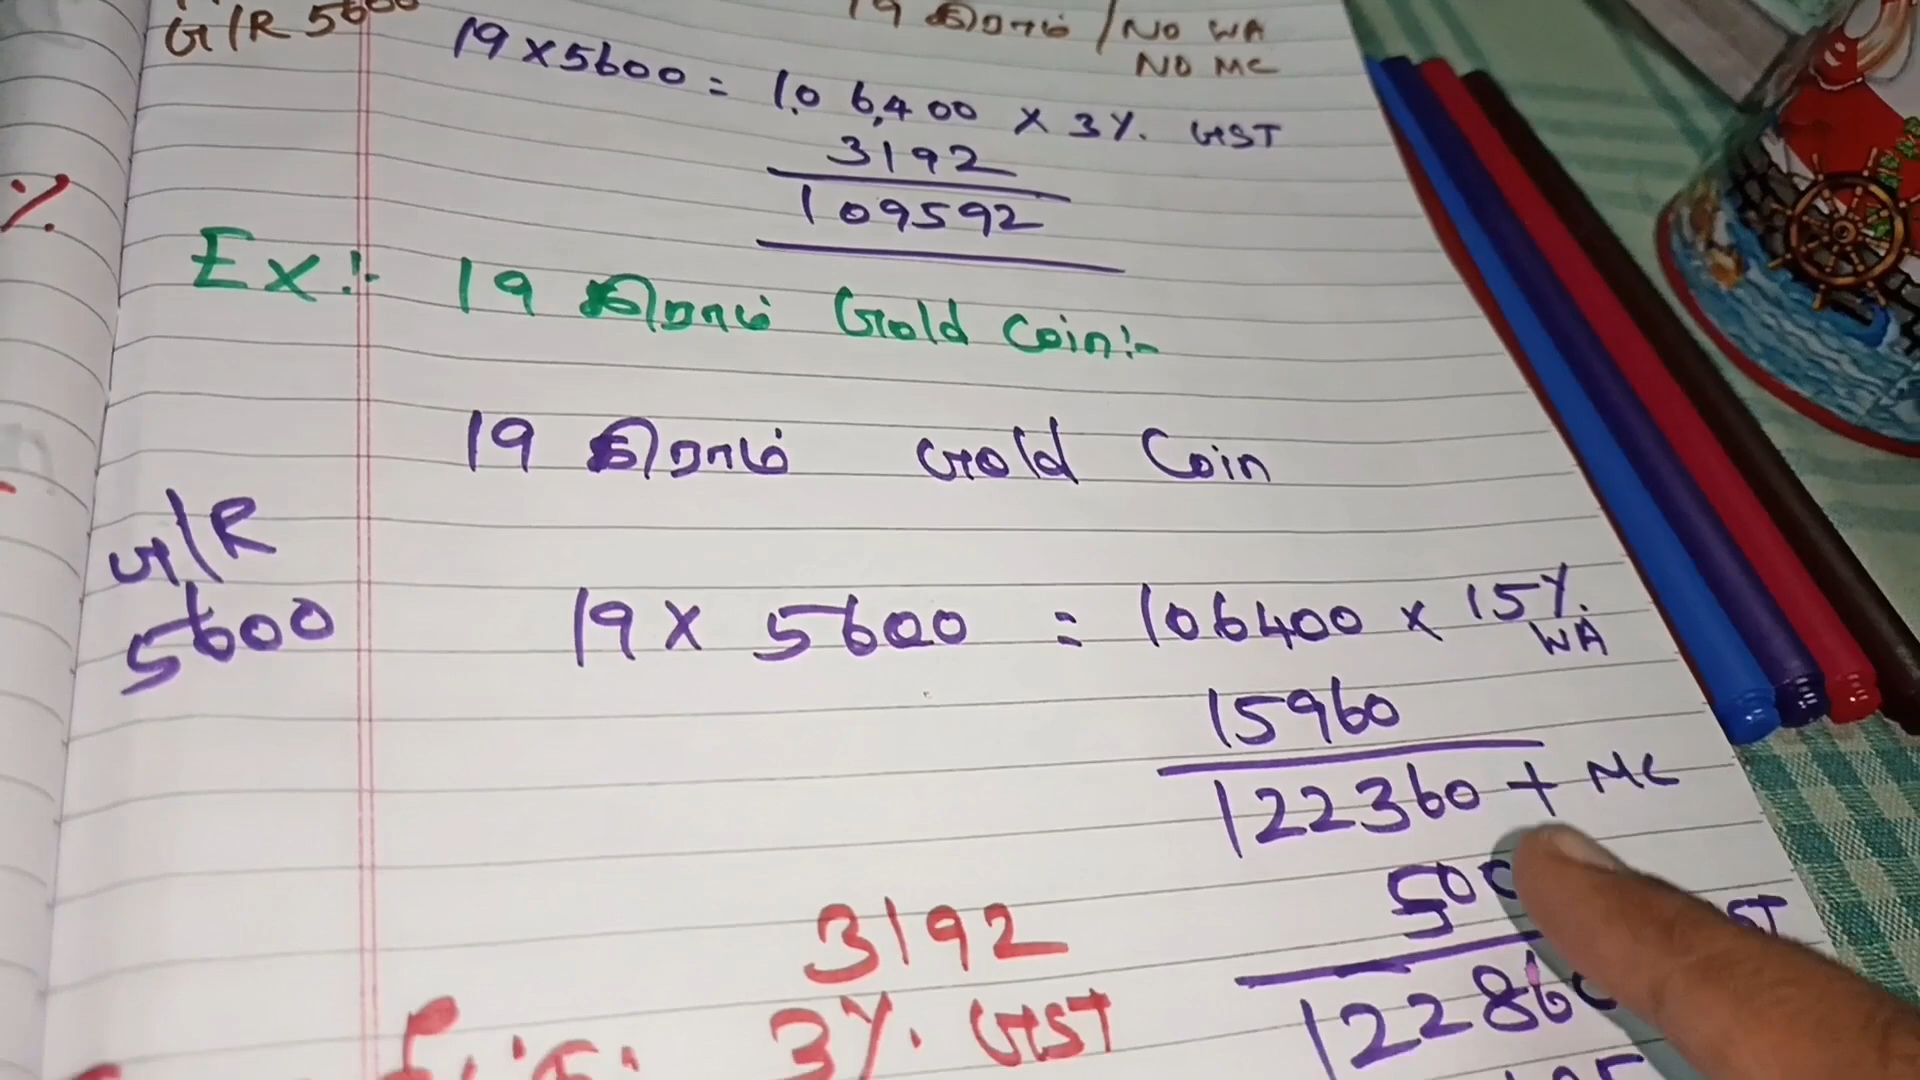 G/R 5600
19 கிராம் / NO WA
NO MC
19 x 5600 = 1,06,400 x 3%. GST
3192
109592
%.
Ex:- 19 கிராம் Gold Coin:-
19 கிராம் Gold Coin
G/R
5600
19 x 5600 = 106400 x 15%.
WA
15960
122360 + MC
3192
3%. GST